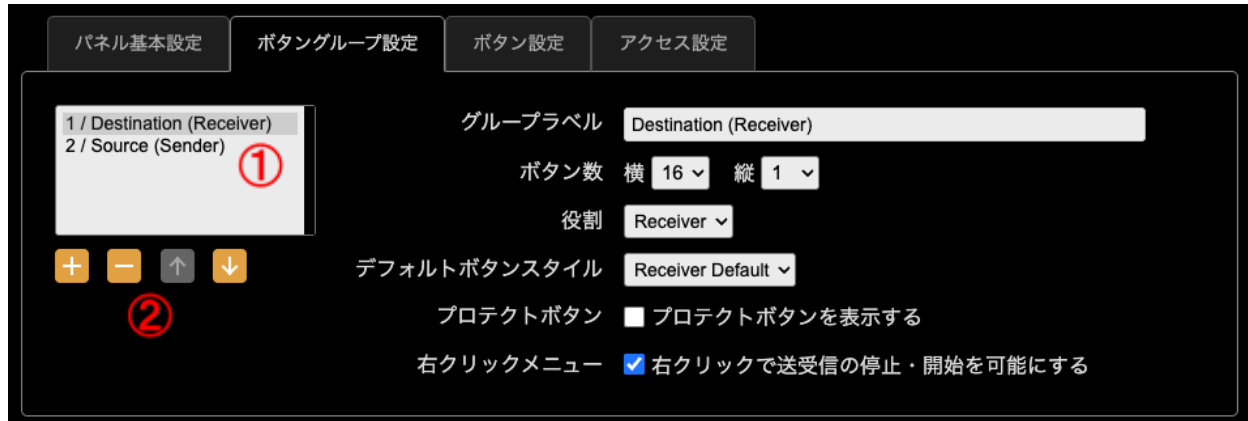 パネル基本設定 ボタングループ設定 ボタン設定 アクセス設定
1 / Destination (Receiver)
2 / Source (Sender)
①
②
グループラベル Destination (Receiver)
ボタン数 横 16 縦 1
役割 Receiver
デフォルトボタンスタイル Receiver Default
プロテクトボタン プロテクトボタンを表示する
右クリックメニュー 右クリックで送受信の停止・開始を可能にする